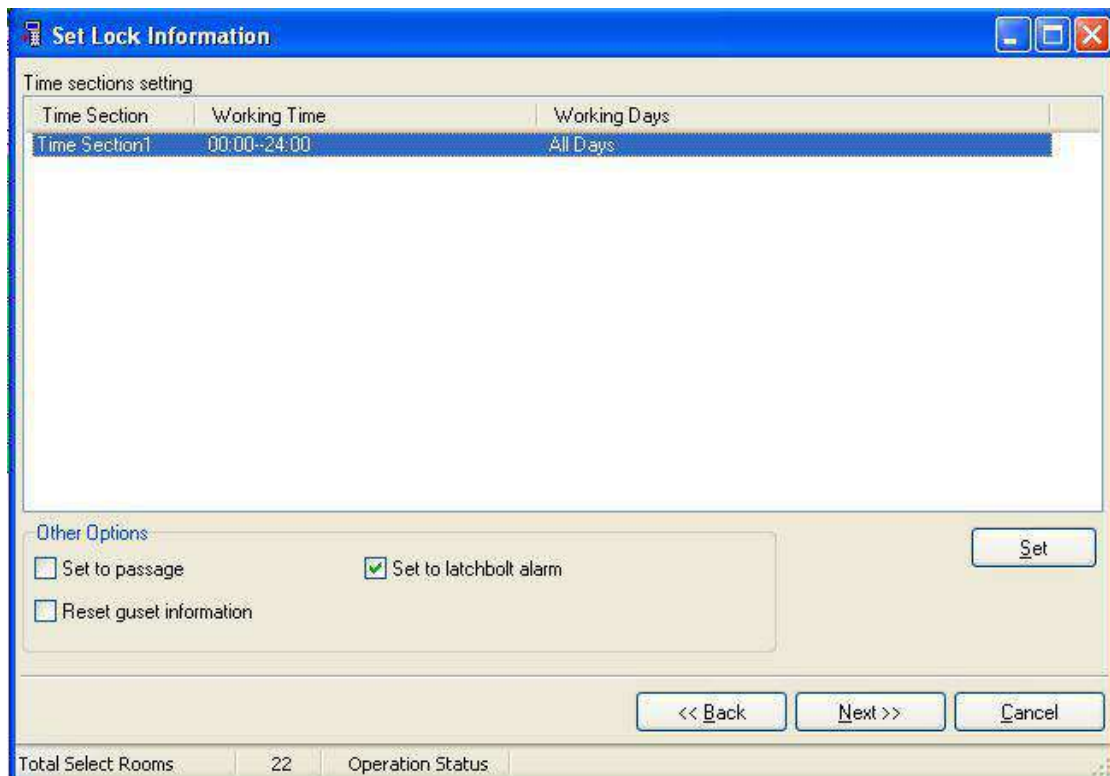 Set Lock Information
Time sections setting
Time Section Working Time Working Days
Time Section1 00:00--24:00 All Days
Other Options
Set to passage Set to latchbolt alarm
Set
Reset guset information
<< Back Next >> Cancel
Total Select Rooms 22 Operation Status